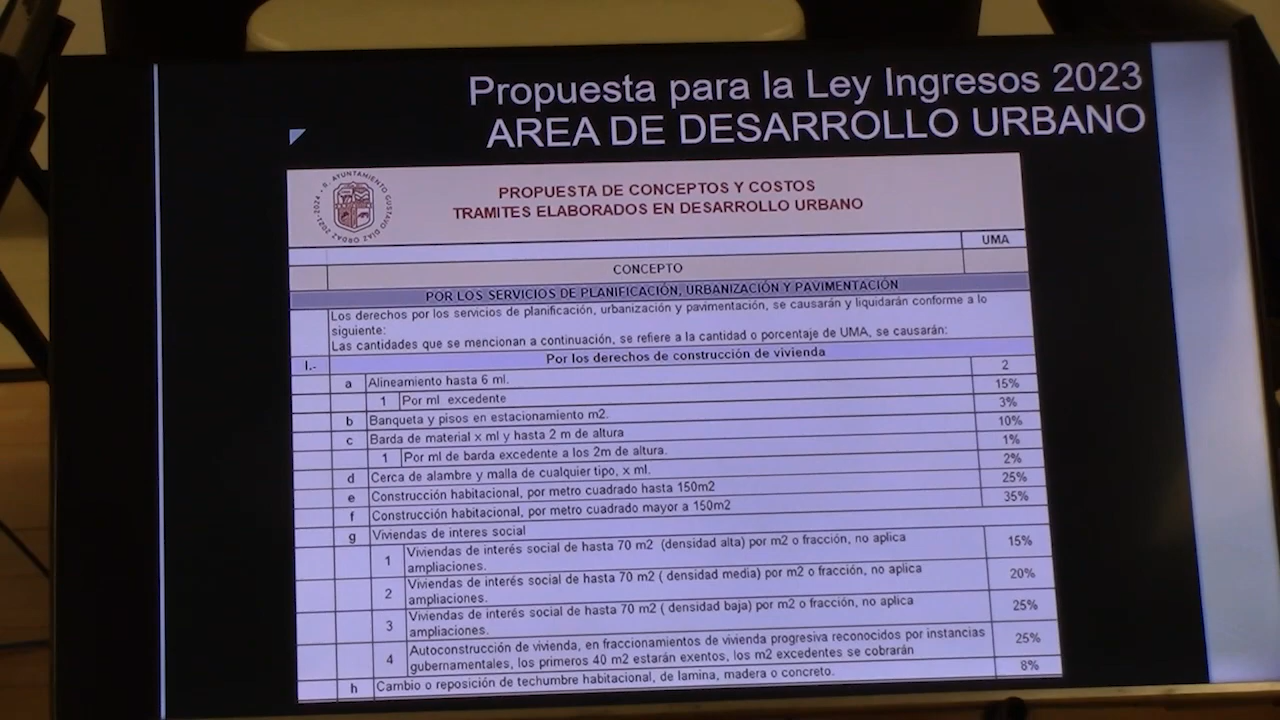 Propuesta para la Ley Ingresos 2023
AREA DE DESARROLLO URBANO
R. AYUNTAMIENTO GUSTAVO DIAZ ORDAZ 2021-2024
PROPUESTA DE CONCEPTOS Y COSTOS
TRAMITES ELABORADOS EN DESARROLLO URBANO
UMA
CONCEPTO
POR LOS SERVICIOS DE PLANIFICACIÓN, URBANIZACIÓN Y PAVIMENTACIÓN
Los derechos por los servicios de planificación, urbanización y pavimentación, se causarán y liquidarán conforme a lo
siguiente:
Las cantidades que se mencionan a continuación, se refiere a la cantidad o porcentaje de UMA, se causarán:
I.- Por los derechos de construcción de vivienda
a Alineamiento hasta 6 ml. 2
1 Por ml excedente 15%
b Banqueta y pisos en estacionamiento m2. 3%
c Barda de material x ml y hasta 2 m de altura 10%
1 Por ml de barda excedente a los 2m de altura. 1%
d Cerca de alambre y malla de cualquier tipo, x ml. 2%
e Construcción habitacional, por metro cuadrado hasta 150m2 25%
f Construcción habitacional, por metro cuadrado mayor a 150m2 35%
g Viviendas de interes social
1 Viviendas de interés social de hasta 70 m2 (densidad alta) por m2 o fracción, no aplica
ampliaciones. 15%
2 Viviendas de interés social de hasta 70 m2 ( densidad media) por m2 o fracción, no aplica
ampliaciones. 20%
3 Viviendas de interés social de hasta 70 m2 ( densidad baja) por m2 o fracción, no aplica
ampliaciones. 25%
4 Autoconstrucción de vivienda, en fraccionamientos de vivienda progresiva reconocidos por instancias
gubernamentales, los primeros 40 m2 estarán exentos, los m2 excedentes se cobrarán 25%
h Cambio o reposición de techumbre habitacional, de lamina, madera o concreto. 8%